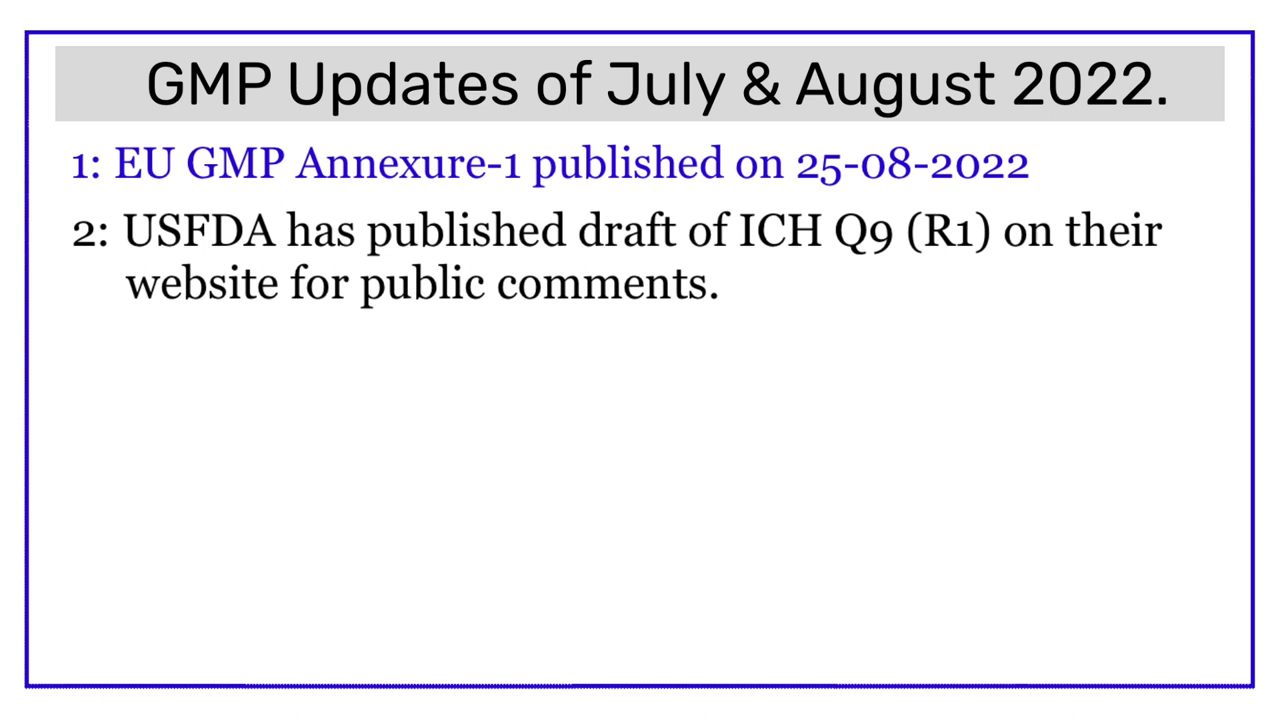 GMP Updates of July & August 2022.
1: EU GMP Annexure-1 published on 25-08-2022
2: USFDA has published draft of ICH Q9 (R1) on their
website for public comments.